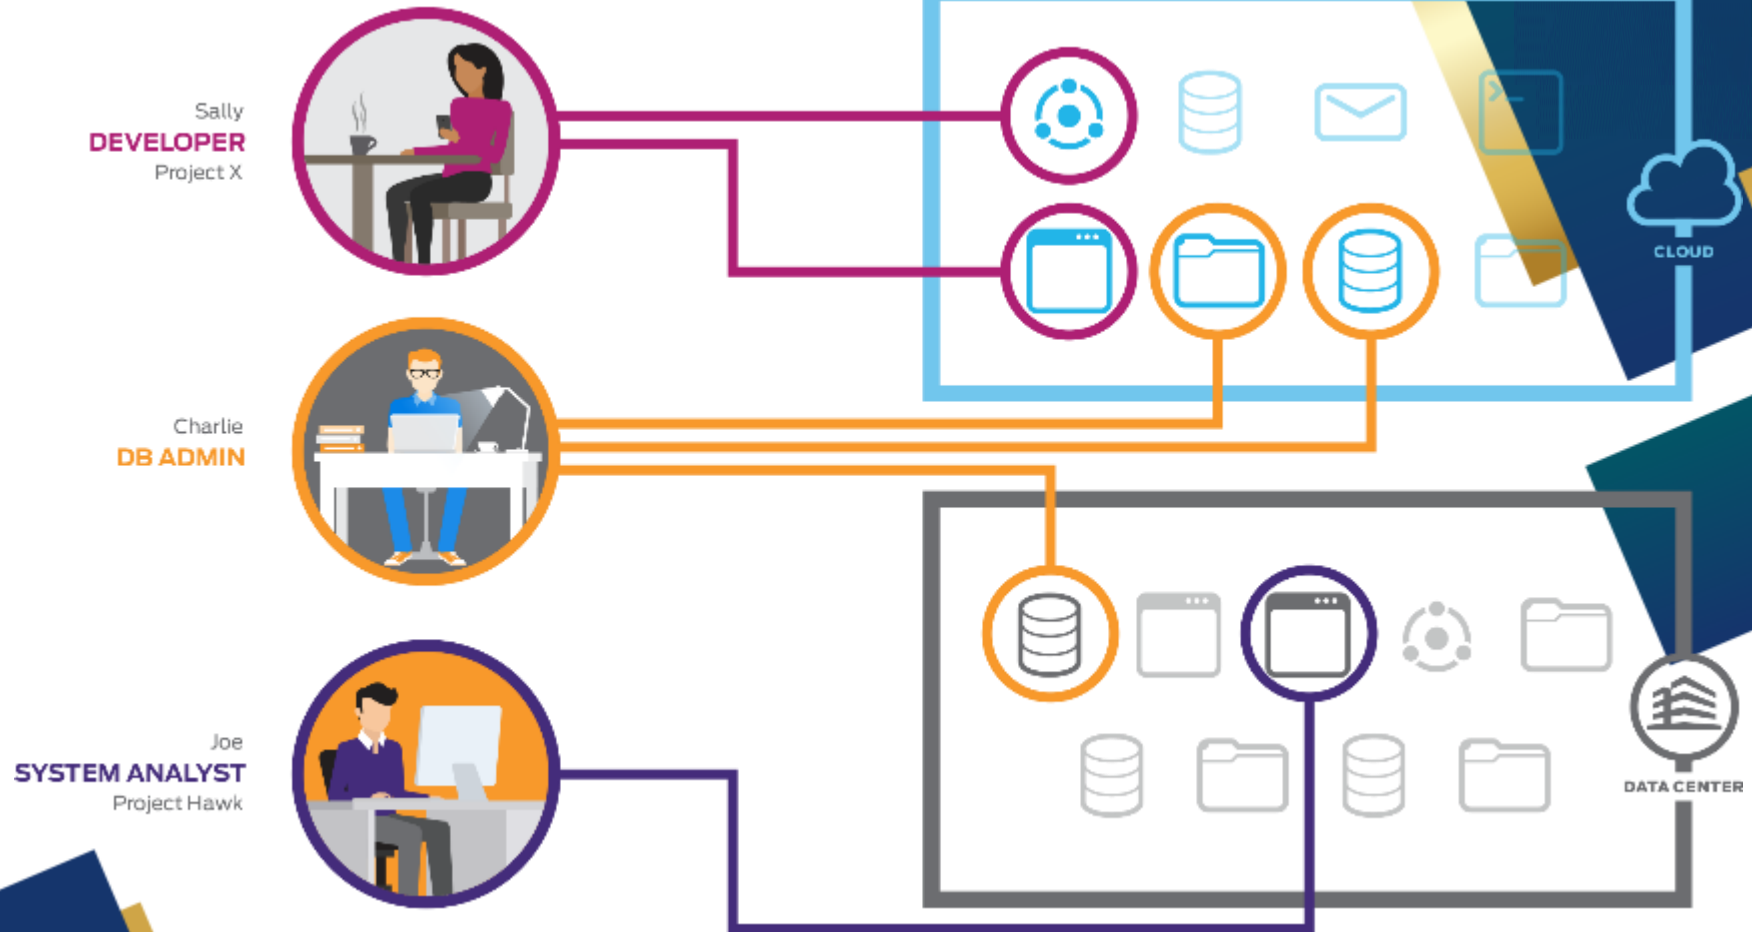 Sally
DEVELOPER
Project X
CLOUD
Charlie
DB ADMIN
Joe
SYSTEM ANALYST
Project Hawk
DATA CENTER